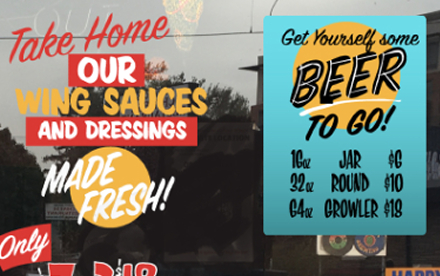 Take Home
OUR
WING SAUCES
AND DRESSINGS
MADE
FRESH!
Only
Get Yourself some
BEER
TO GO!
16oz JAR $6
32oz ROUND $10
64oz GROWLER $18